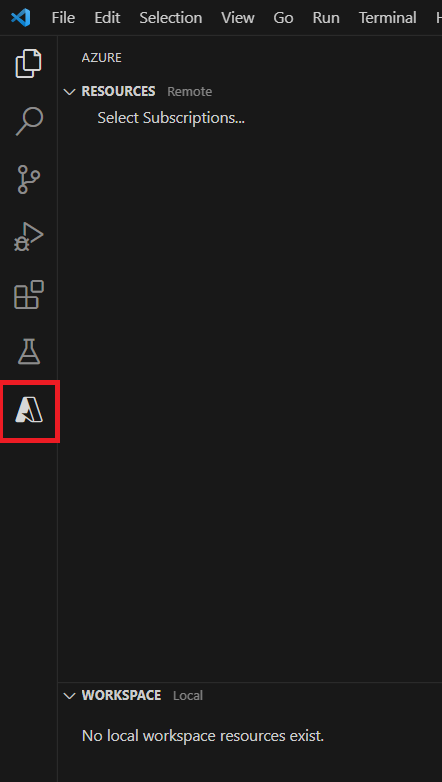 File Edit Selection View Go Run Terminal
AZURE
RESOURCES Remote
Select Subscriptions...
WORKSPACE Local
No local workspace resources exist.